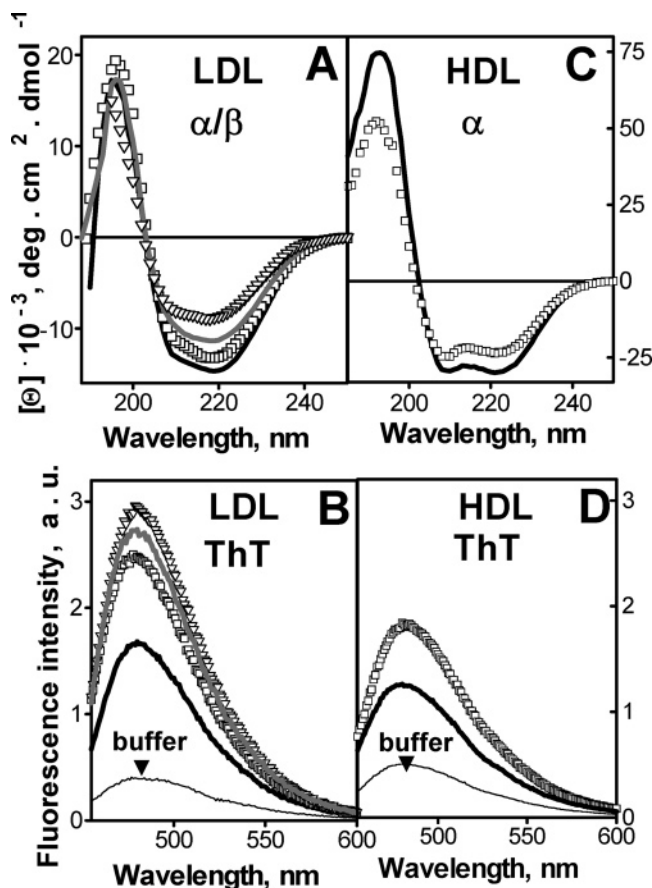 [Θ] · 10⁻³, deg . cm ² . dmol ⁻¹
20
10
0
-10
LDL
A
α/β
200
220
240
Wavelength, nm
HDL
C
α
75
50
25
0
-25
200
220
240
Wavelength, nm
Fluorescence intensity, a . u.
3
2
1
0
LDL
B
ThT
buffer
500
550
600
Wavelength, nm
HDL
D
ThT
buffer
3
2
1
0
500
550
600
Wavelength, nm